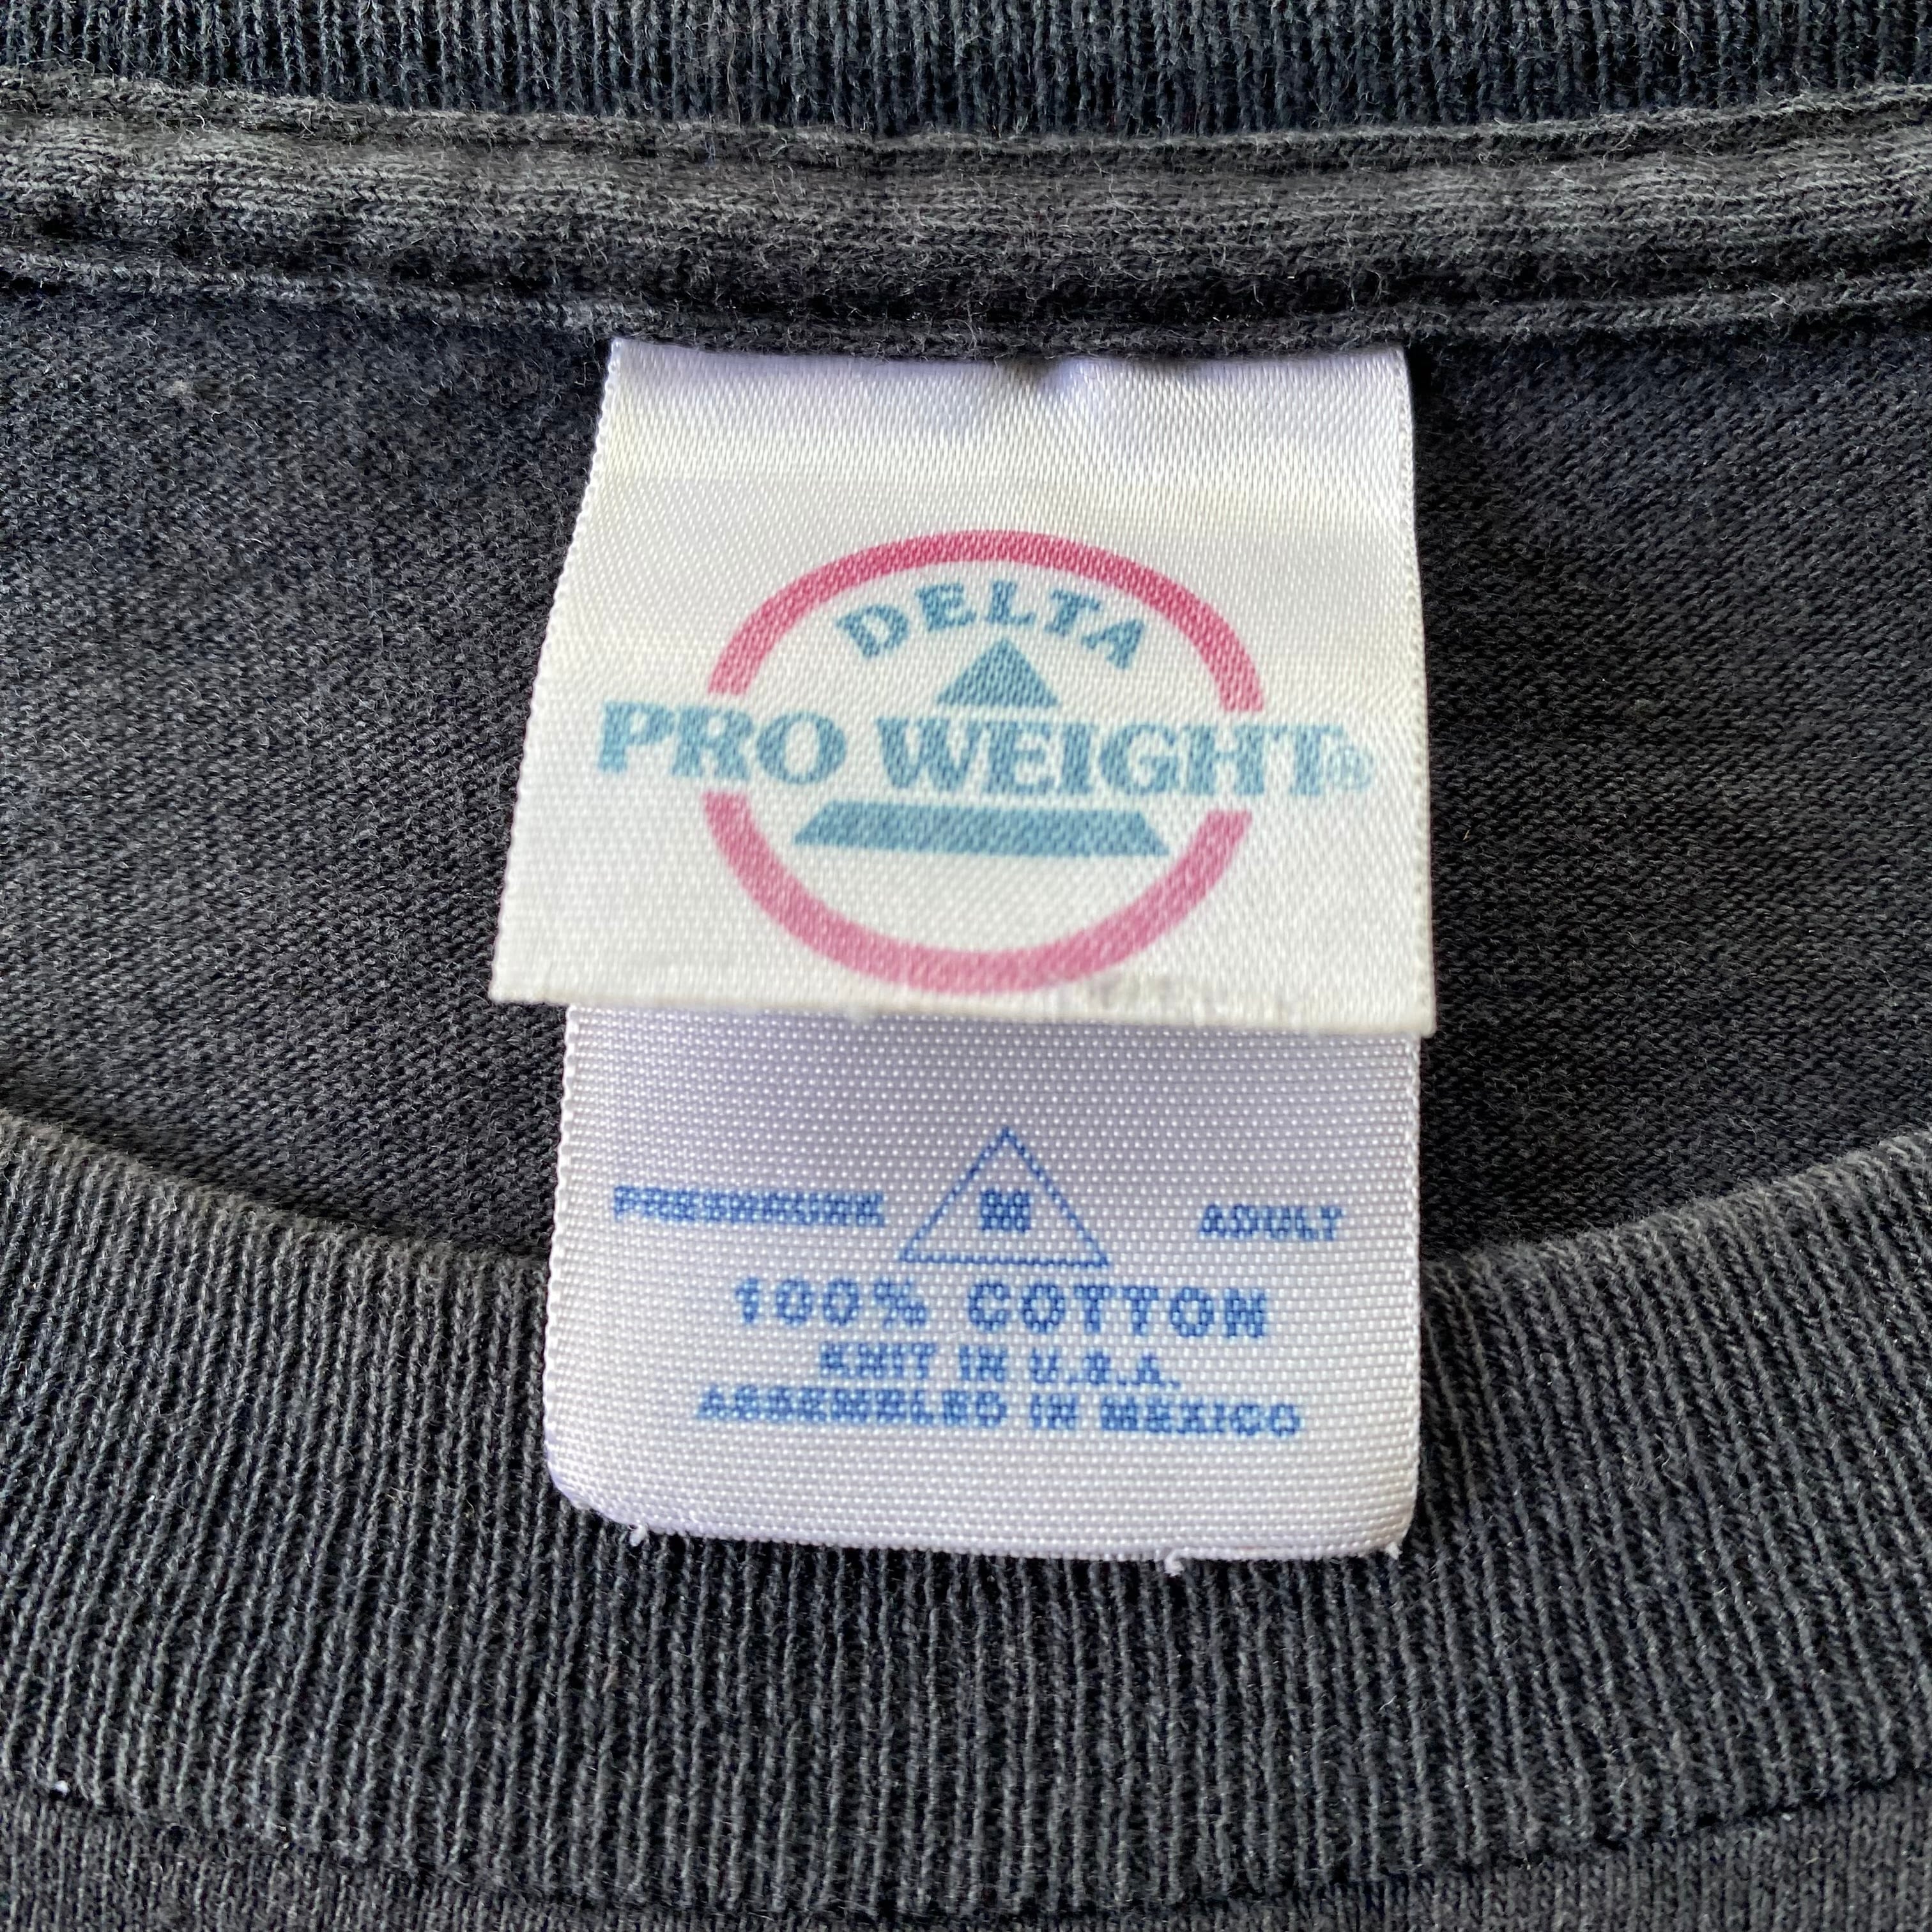 DELTA
PRO WEIGHT®
PRESHRUNK M ADULT
100% COTTON
KNIT IN U.S.A.
ASSEMBLED IN MEXICO